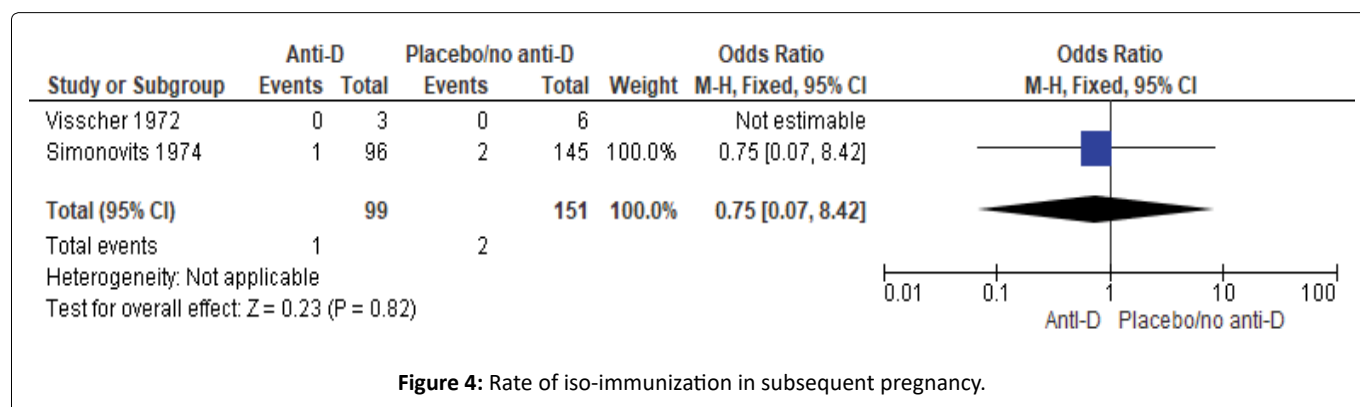 Anti-D Placebo/no anti-D Odds Ratio Odds Ratio
Study or Subgroup Events Total Events Total Weight M-H, Fixed, 95% CI M-H, Fixed, 95% CI
Visscher 1972 0 3 0 6 Not estimable
Simonovits 1974 1 96 2 145 100.0% 0.75 [0.07, 8.42]
Total (95% CI) 99 151 100.0% 0.75 [0.07, 8.42]
Total events 1 2
Heterogeneity: Not applicable
Test for overall effect: Z = 0.23 (P = 0.82)
0.01 0.1 1 10 100
Anti-D Placebo/no anti-D
Figure 4: Rate of iso-immunization in subsequent pregnancy.